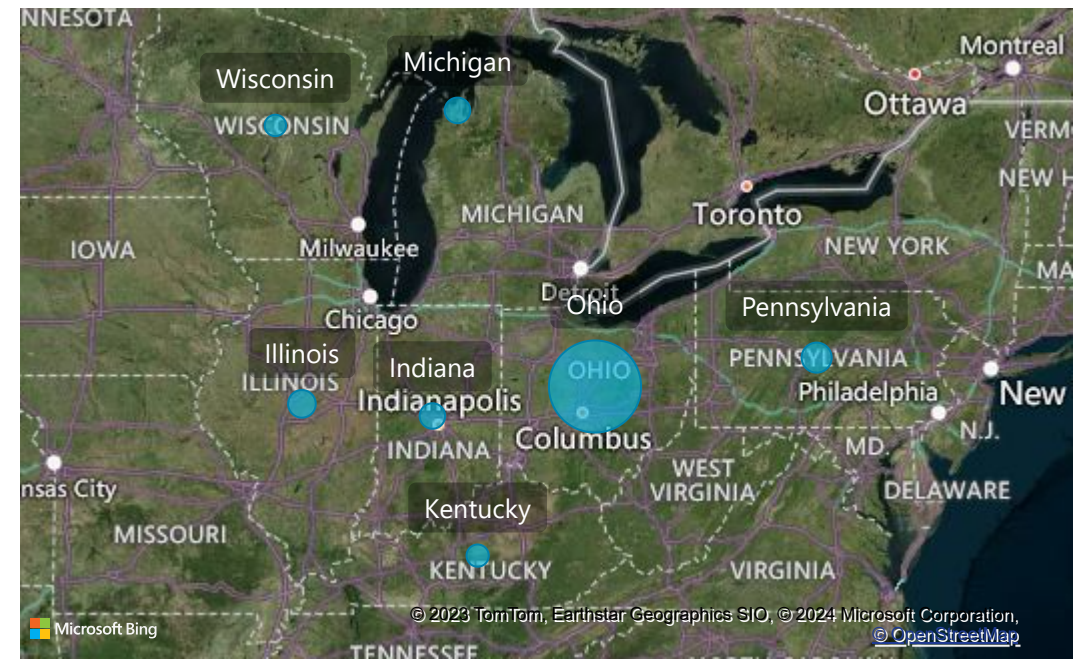 NNESOTA
Montreal
Michigan
Wisconsin
Ottawa
WISCONSIN
VERM
NEW H
MICHIGAN
Toronto
IOWA
Milwaukee
NEW YORK
MA
Detroit
Ohio
Pennsylvania
Chicago
Illinois
Indiana
OHIO
PENNSYLVANIA
ILLINOIS
Indianapolis
Philadelphia
New
Columbus
N.J.
INDIANA
MD.
WEST
VIRGINIA
nsas City
DELAWARE
Kentucky
MISSOURI
KENTUCKY
VIRGINIA
© 2023 TomTom, Earthstar Geographics SIO, © 2024 Microsoft Corporation,
Microsoft Bing
© OpenStreetMap
TENNESSEE